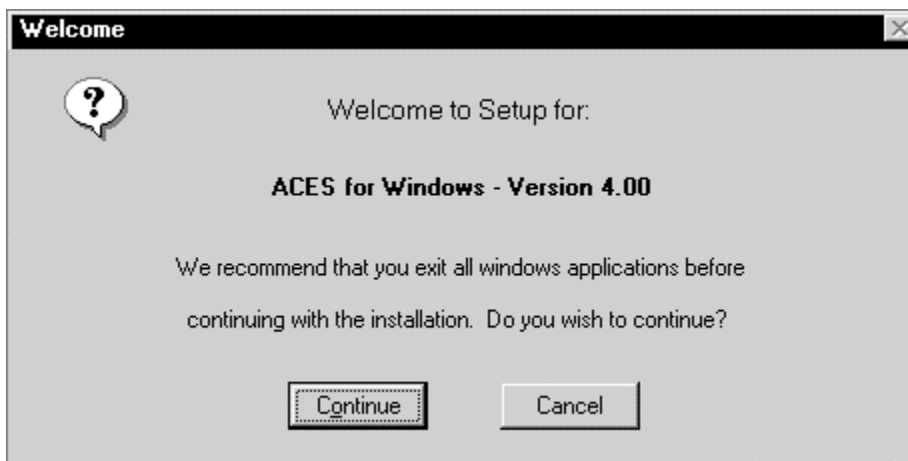 Welcome
Welcome to Setup for:
ACES for Windows - Version 4.00
We recommend that you exit all windows applications before
continuing with the installation.  Do you wish to continue?
Continue
Cancel